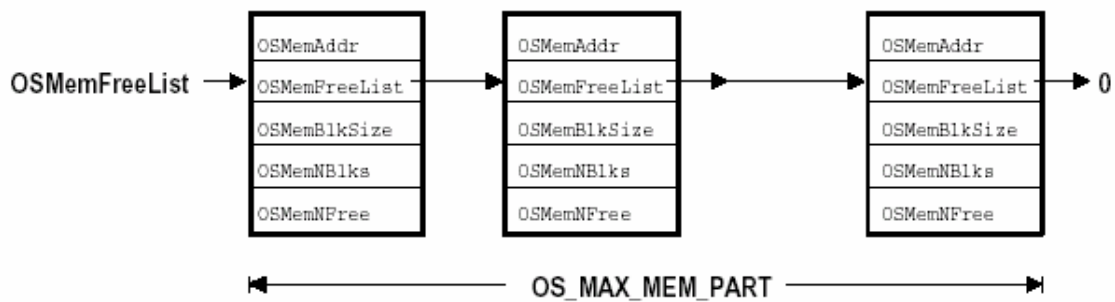 OSMemAddr OSMemAddr OSMemAddr
OSMemFreeList OSMemFreeList OSMemFreeList OSMemFreeList 0
OSMemBlkSize OSMemBlkSize OSMemBlkSize
OSMemNBlks OSMemNBlks OSMemNBlks
OSMemNFree OSMemNFree OSMemNFree
OS_MAX_MEM_PART